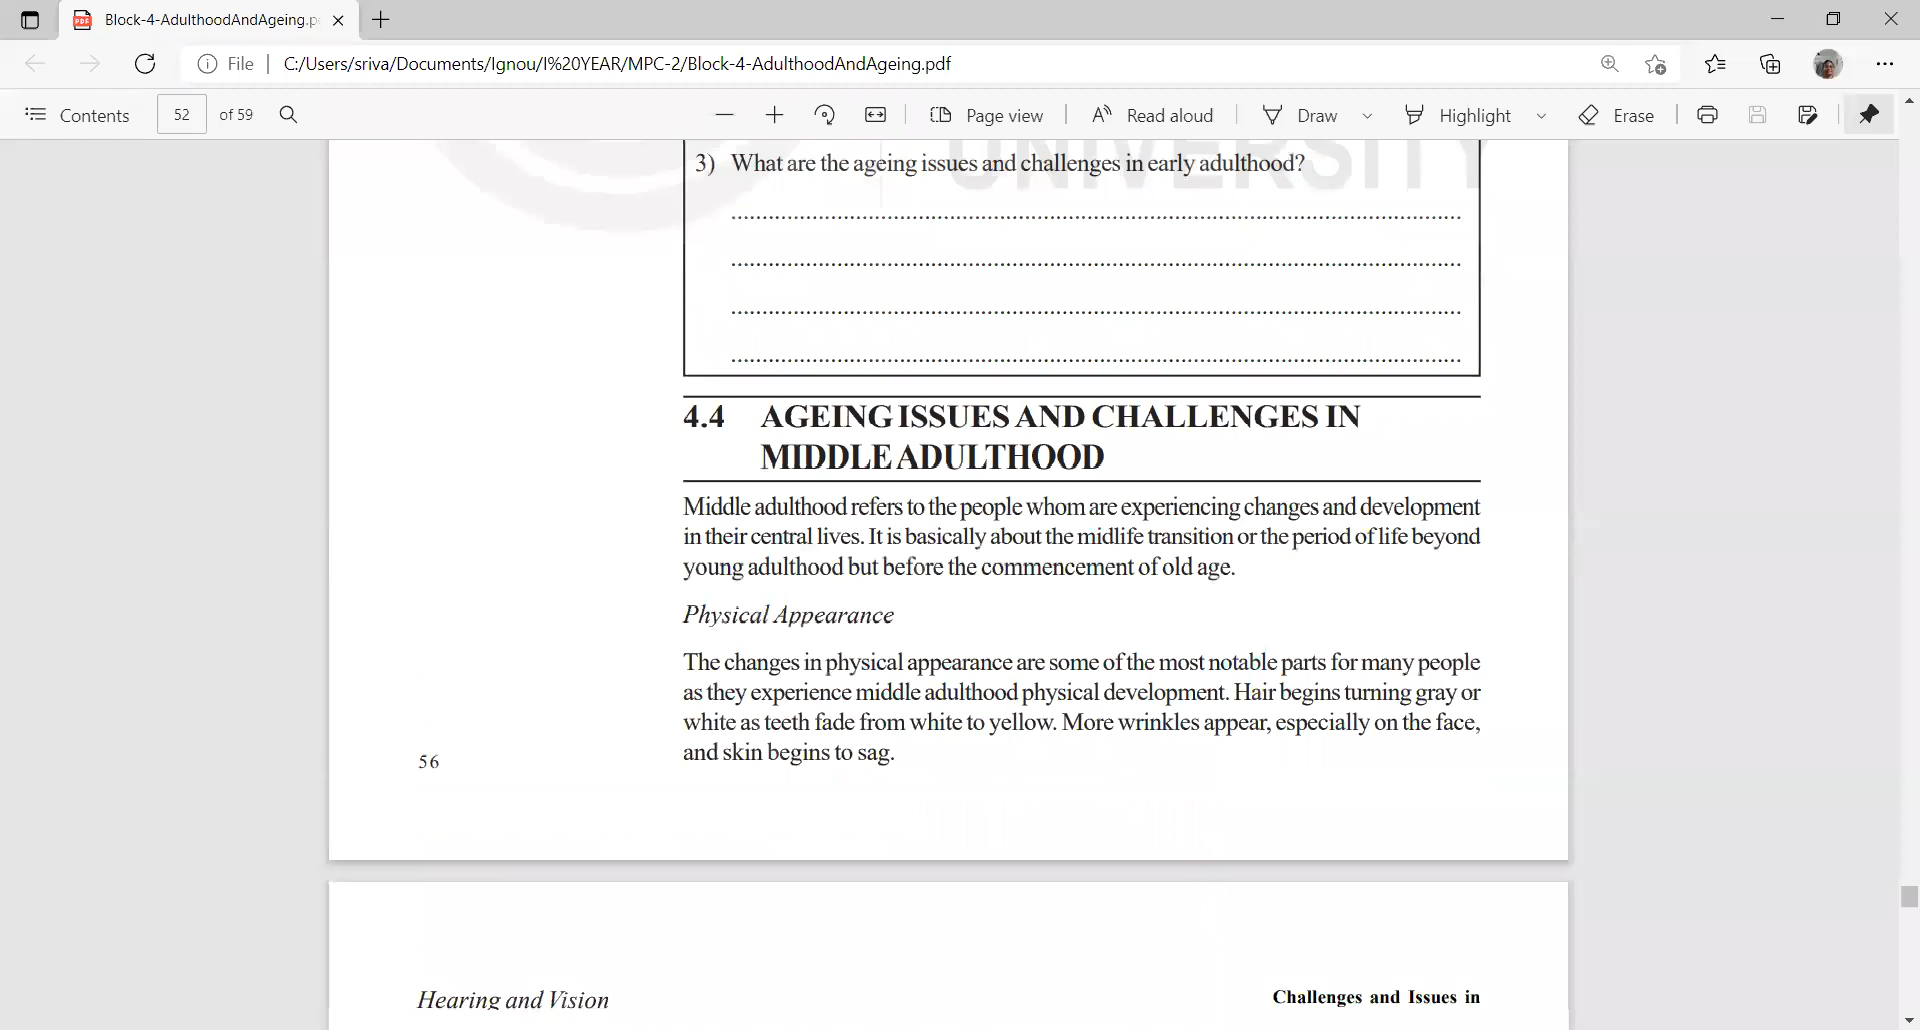 Block-4-AdulthoodAndAgeing.p
File
C:/Users/sriva/Documents/Ignou/I%20YEAR/MPC-2/Block-4-AdulthoodAndAgeing.pdf
Contents
52
of 59
Page view
Read aloud
Draw
Highlight
Erase
UNIVERSITY
3) What are the ageing issues and challenges in early adulthood?
4.4 AGEING ISSUES AND CHALLENGES IN
MIDDLE ADULTHOOD
Middle adulthood refers to the people whom are experiencing changes and development
in their central lives. It is basically about the midlife transition or the period of life beyond
young adulthood but before the commencement of old age.
Physical Appearance
The changes in physical appearance are some of the most notable parts for many people
as they experience middle adulthood physical development. Hair begins turning gray or
white as teeth fade from white to yellow. More wrinkles appear, especially on the face,
and skin begins to sag.
56
Hearing and Vision
Challenges and Issues in